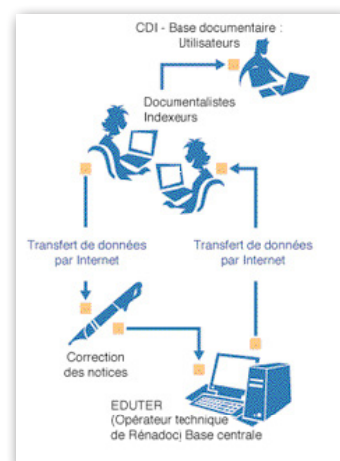 CDI - Base documentaire :
Utilisateurs
Documentalistes
Indexeurs
Transfert de données
par Internet
Transfert de données
par Internet
Correction
des notices
EDUTER
(Opérateur technique
de Rénadoc) Base centrale